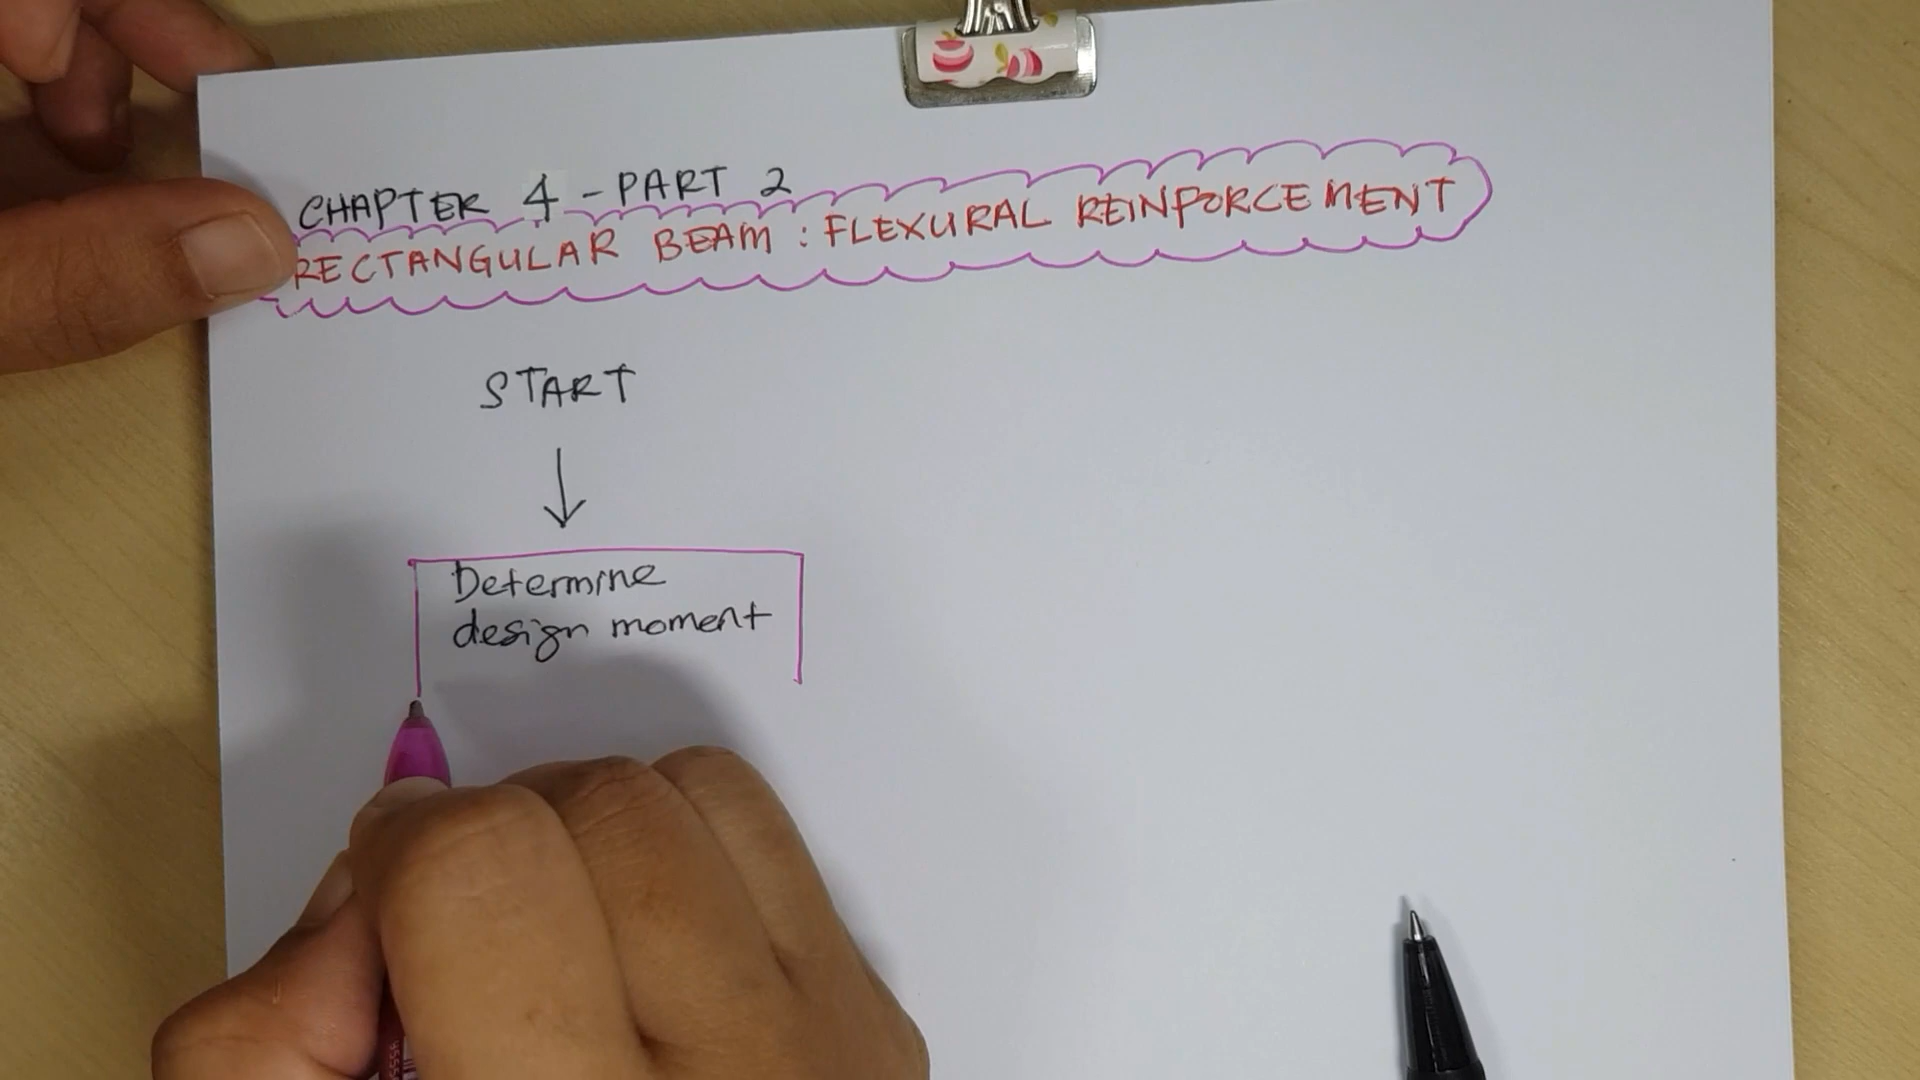 CHAPTER 4 - PART 2
RECTANGULAR BEAM : FLEXURAL REINFORCEMENT
START
Determine
design moment